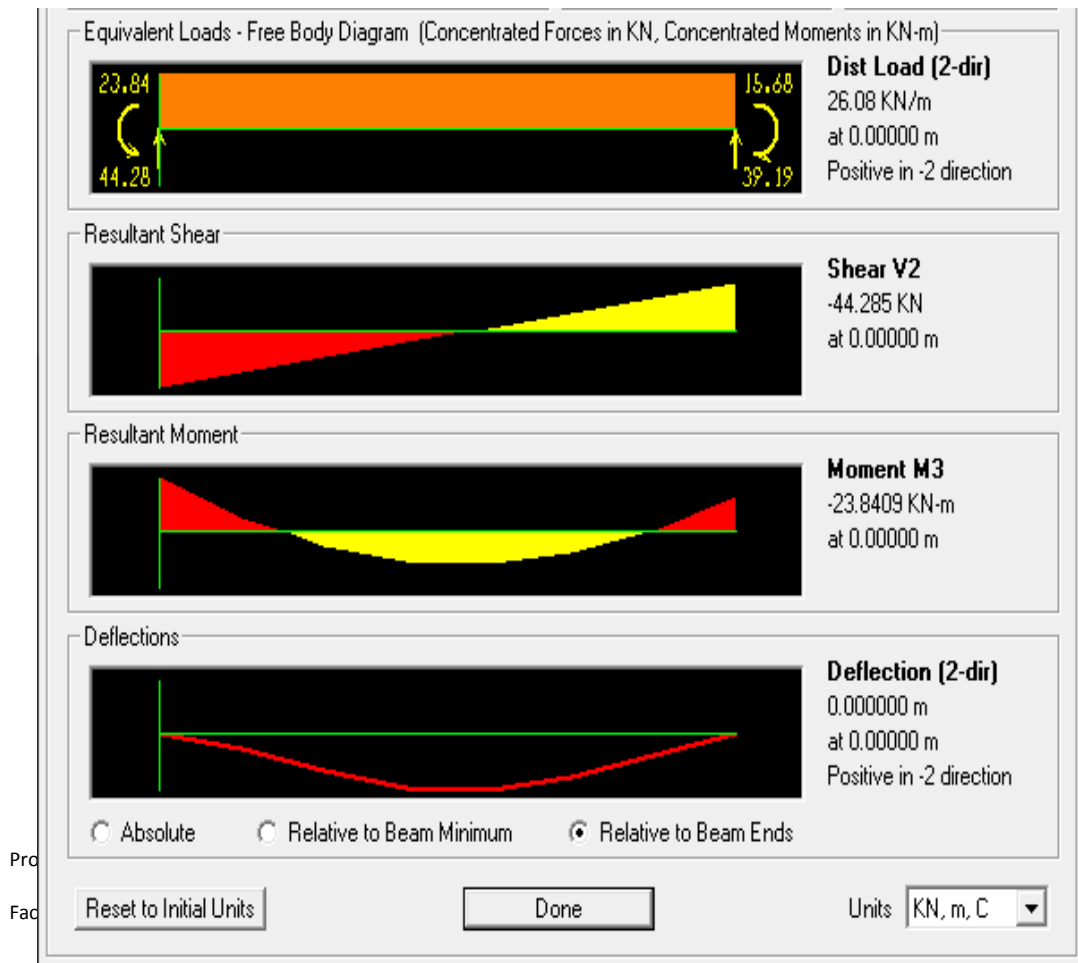 Equivalent Loads - Free Body Diagram (Concentrated Forces in KN, Concentrated Moments in KN-m)
23.84
15.68
44.28
39.19
Dist Load (2-dir)
26.08 KN/m
at 0.00000 m
Positive in -2 direction
Resultant Shear
Shear V2
-44.285 KN
at 0.00000 m
Resultant Moment
Moment M3
-23.8409 KN-m
at 0.00000 m
Deflections
Deflection (2-dir)
0.000000 m
at 0.00000 m
Positive in -2 direction
Absolute Relative to Beam Minimum Relative to Beam Ends
Pro
Fac
Reset to Initial Units Done Units KN, m, C